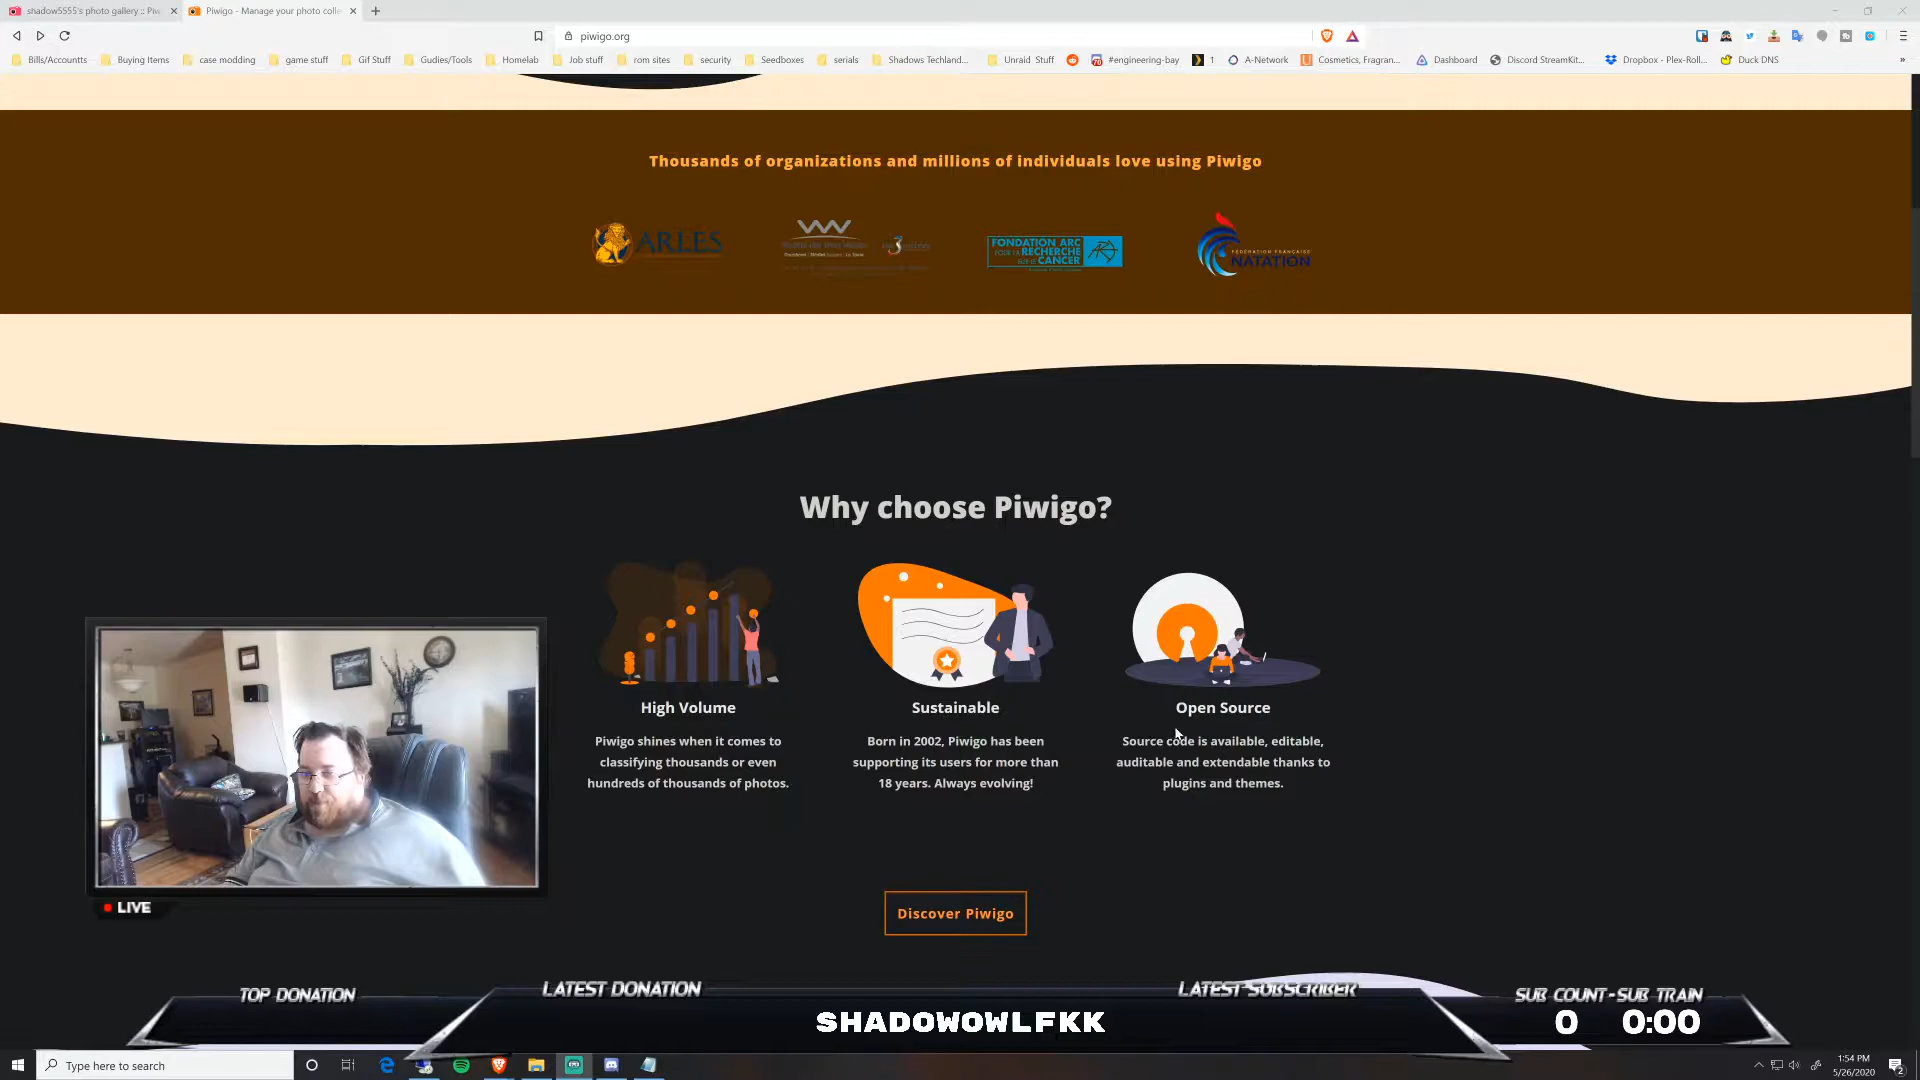 shadow5555's photo gallery :: Piw
Piwigo - Manage your photo colle
piwigo.org
Bills/Accountts
Buying Items
case modding
game stuff
Gif Stuff
Gudies/Tools
Homelab
Job stuff
rom sites
security
Seedboxes
serials
Shadows Techland...
Unraid Stuff
#engineering-bay
1
A-Network
Cosmetics, Fragran...
Dashboard
Discord StreamKit...
Dropbox - Plex-Roll...
Duck DNS
»
Thousands of organizations and millions of individuals love using Piwigo
ARLES
FONDATION ARC
POUR LA RECHERCHE
SUR LE CANCER
FÉDÉRATION FRANÇAISE
NATATION
Why choose Piwigo?
High Volume
Piwigo shines when it comes to
classifying thousands or even
hundreds of thousands of photos.
Sustainable
Born in 2002, Piwigo has been
supporting its users for more than
18 years. Always evolving!
Open Source
Source code is available, editable,
auditable and extendable thanks to
plugins and themes.
LIVE
Discover Piwigo
TOP DONATION
LATEST DONATION
LATEST SUBSCRIBER
SUB COUNT-SUB TRAIN
SHADOWOWLFKK
0 0:00
Type here to search
1:54 PM
5/26/2020
2